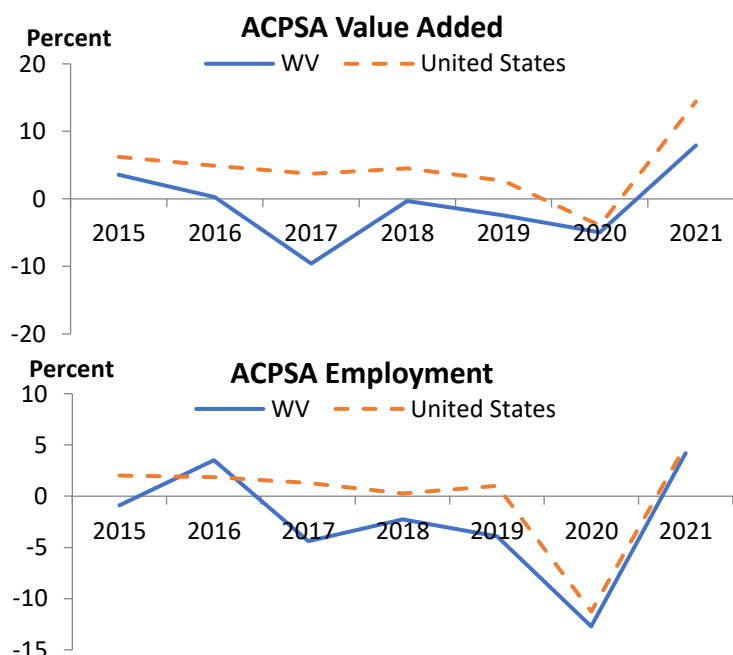 ACPSA Value Added
Percent
20
WV United States
10
0
2015 2016 2017 2018 2019 2020 2021
-10
-20
Percent
ACPSA Employment
10
WV United States
5
0
2015 2016 2017 2018 2019 2020 2021
-5
-10
-15